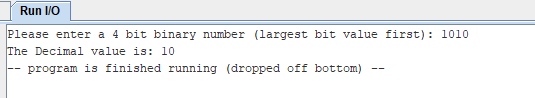 Run I/O
Please enter a 4 bit binary number (largest bit value first): 1010
The Decimal value is: 10
-- program is finished running (dropped off bottom) --